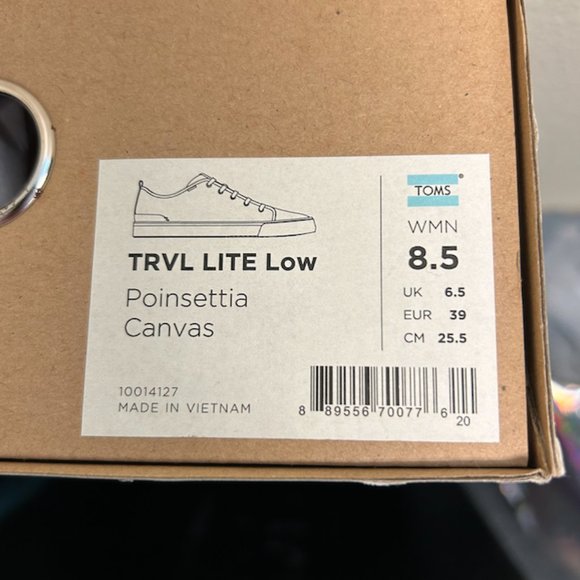 TRVL LITE Low
Poinsettia
Canvas
10014127
MADE IN VIETNAM
TOMS®
WMN
8.5
UK 6.5
EUR 39
CM 25.5
8 89556 70077 6
20